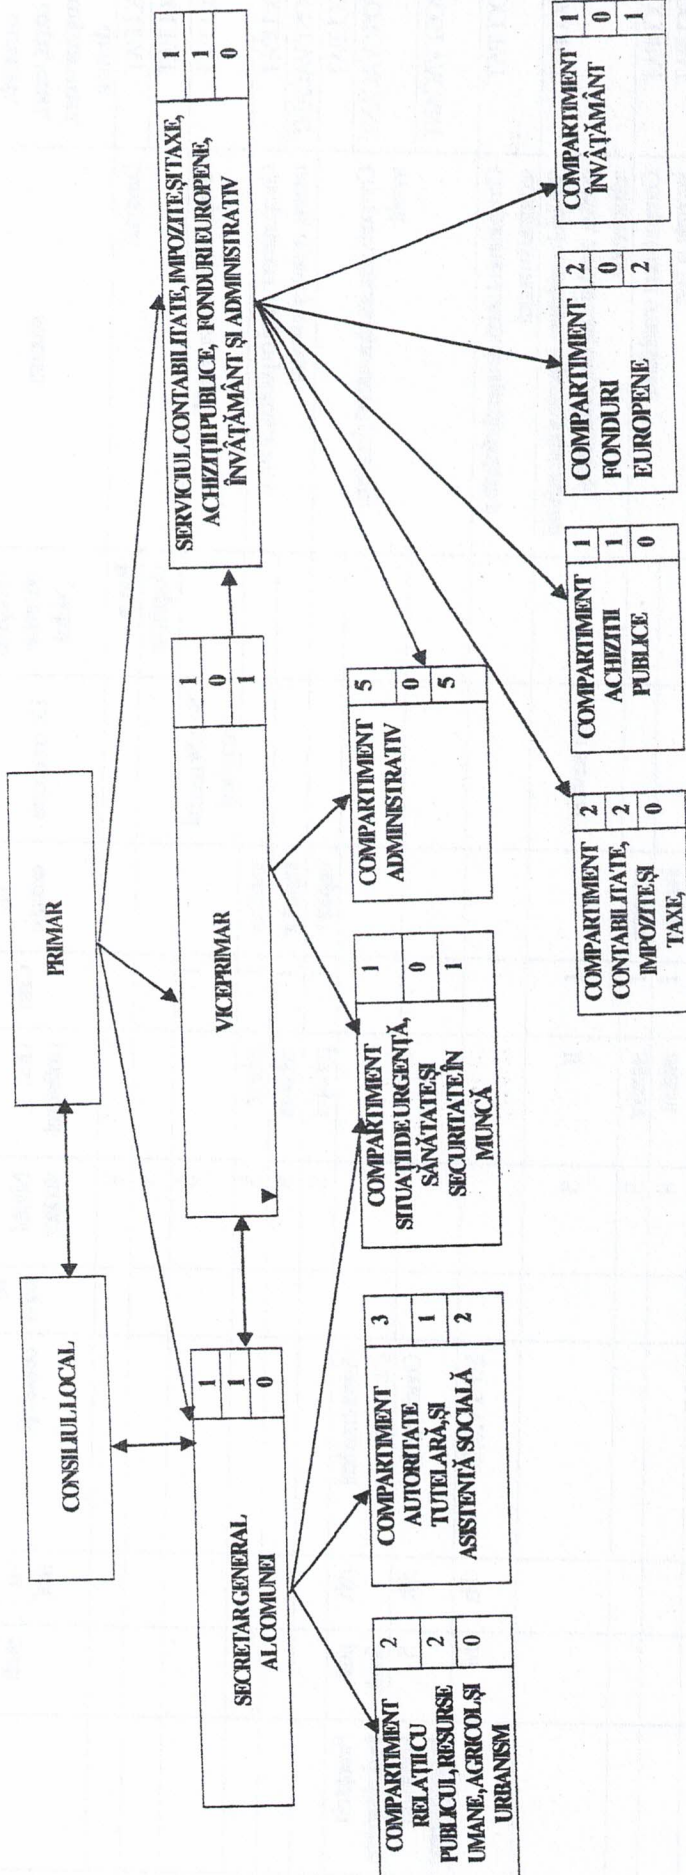 CONSILIUL LOCAL
PRIMAR
SECRETAR GENERAL
AL COMUNEI
1
1
0
VICEPRIMAR
1
0
1
SERVICIUL CONTABILITATE, IMPOZITE ȘI TAXE,
ACHIZIȚII PUBLICE, FONDURI EUROPENE,
ÎNVĂȚĂMÂNT ȘI ADMINISTRATIV
1
1
0
COMPARTIMENT
RELAȚII CU
PUBLICUL, RESURSE
UMANE, AGRICOL ȘI
URBANISM
2
2
0
COMPARTIMENT
AUTORITATE
TUTELARĂ, ȘI
ASISTENTĂ SOCIALĂ
3
1
2
COMPARTIMENT
SITUAȚII DE URGENȚĂ,
SĂNĂTATE ȘI
SECURITATE ÎN
MUNCĂ
1
0
1
COMPARTIMENT
ADMINISTRATIV
5
0
5
COMPARTIMENT
CONTABILITATE,
IMPOZITE ȘI
TAXE,
2
2
0
COMPARTIMENT
ACHIZITII
PUBLICE
1
1
0
COMPARTIMENT
FONDURI
EUROPENE
2
0
2
COMPARTIMENT
ÎNVĂȚĂMÂNT
1
0
1